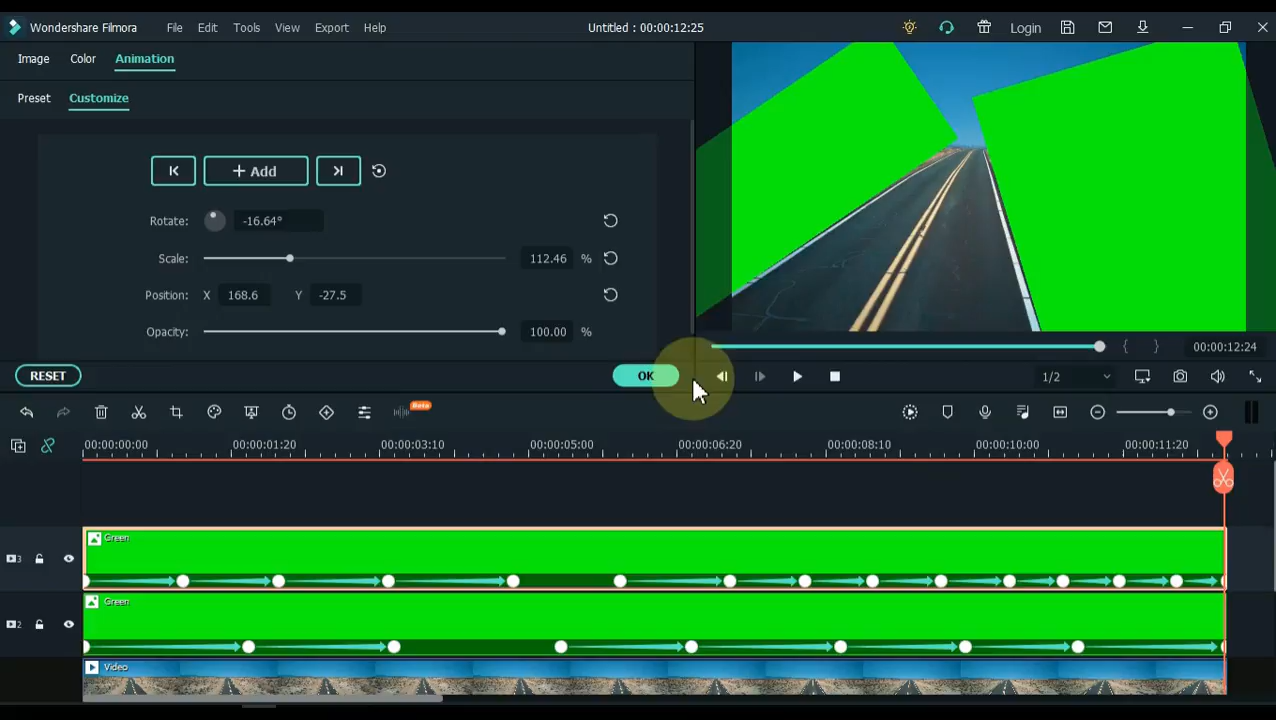 Wondershare Filmora File Edit Tools View Export Help Untitled : 00:00:12:25 Login
Image Color Animation
Preset Customize
Add
Rotate: -16.64°
Scale: 112.46 %
Position: X 168.6 Y -27.5
Opacity: 100.00 %
{ } 00:00:12:24
RESET OK 1/2
Beta
00:00:00:00 00:00:01:20 00:00:03:10 00:00:05:00 00:00:06:20 00:00:08:10 00:00:10:00 00:00:11:20
Green
3
Green
2
Video